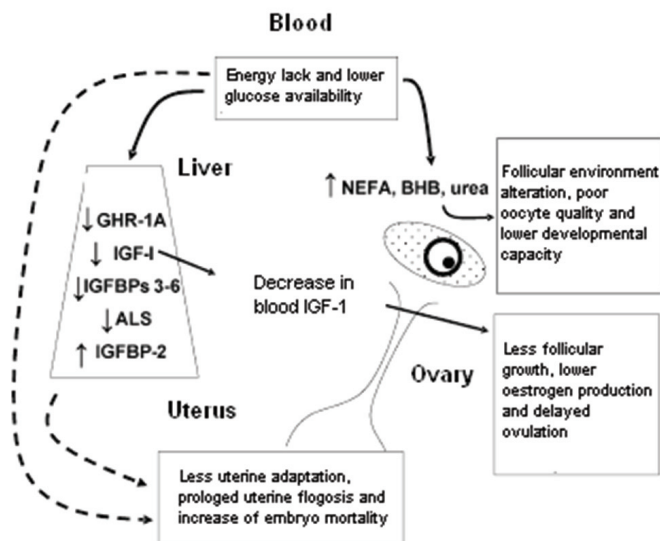 Blood
Energy lack and lower
glucose availability
Liver
↓ GHR-1A
↓ IGF-I
↓ IGFBPs 3-6
↓ ALS
↑ IGFBP-2
↑ NEFA, BHB, urea
Follicular environment
alteration, poor
oocyte quality and
lower developmental
capacity
Decrease in
blood IGF-1
Ovary
Less follicular
growth, lower
oestrogen production
and delayed
ovulation
Uterus
Less uterine adaptation,
prologed uterine flogosis and
increase of embryo mortality